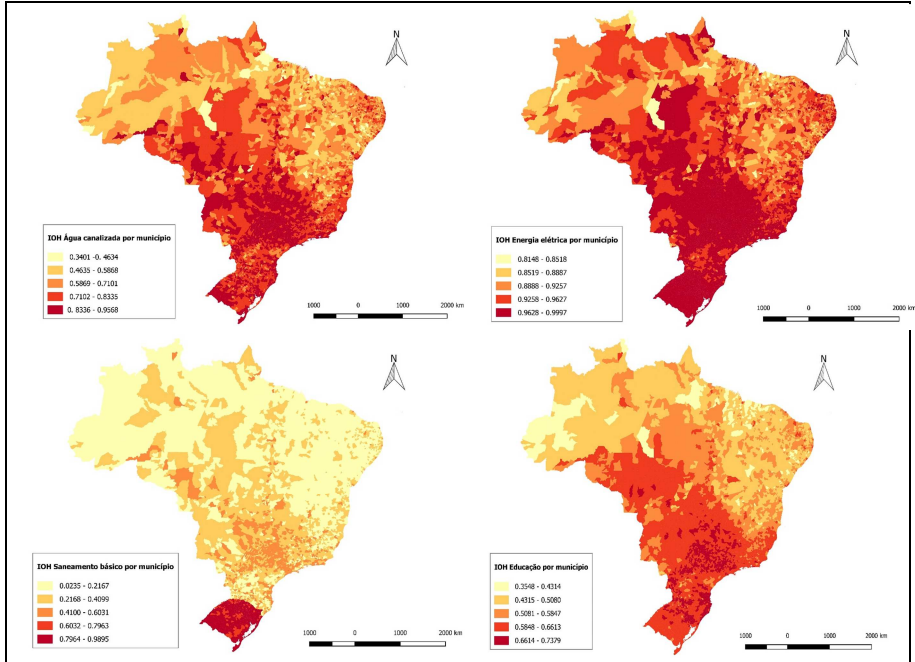 N
IOH Água canalizada por município
0.3401 -0. 4634
0.4635 - 0.5868
0.5869 - 0.7101
0.7102 - 0.8335
0. 8336 - 0.9568
1000 0 1000 2000 km
N
IOH Energia elétrica por município
0.8148 - 0.8518
0.8519 - 0.8887
0.8888 - 0.9257
0.9258 - 0.9627
0.9628 - 0.9997
1000 0 1000 2000 km
N
IOH Saneamento básico por município
0.0235 - 0.2167
0.2168 - 0.4099
0.4100 - 0.6031
0.6032 - 0.7963
0.7964 - 0.9895
1000 0 1000 2000 km
N
IOH Educação por município
0.3548 - 0.4314
0.4315 - 0.5080
0.5081 - 0.5847
0.5848 - 0.6613
0.6614 - 0.7379
1000 0 1000 2000 km